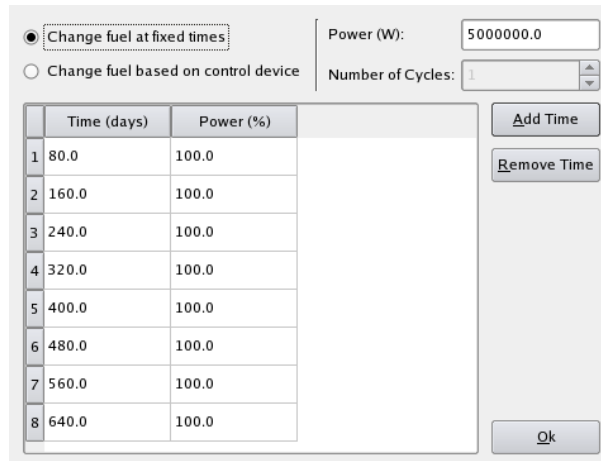 Change fuel at fixed times
Power (W): 5000000.0
Change fuel based on control device
Number of Cycles: 1
Time (days) Power (%)
Add Time
1 80.0 100.0
Remove Time
2 160.0 100.0
3 240.0 100.0
4 320.0 100.0
5 400.0 100.0
6 480.0 100.0
7 560.0 100.0
8 640.0 100.0
Ok